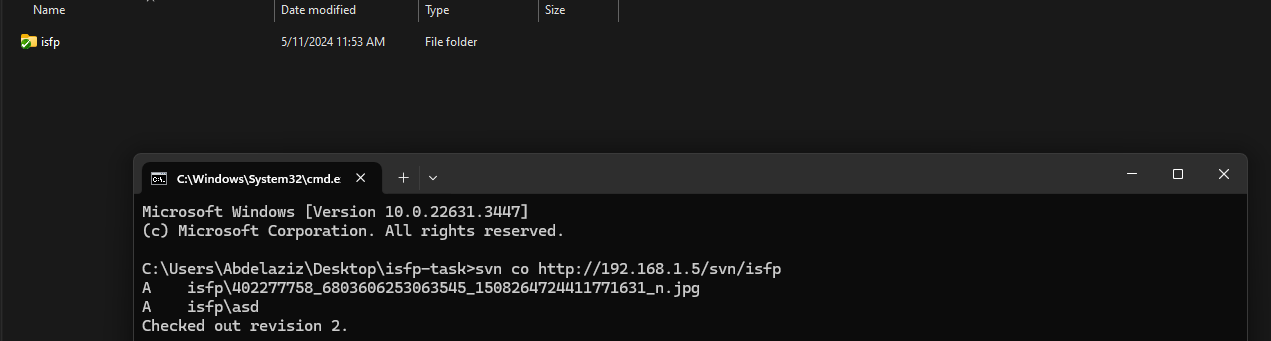 Name Date modified Type Size
isfp 5/11/2024 11:53 AM File folder
C:\Windows\System32\cmd.e
Microsoft Windows [Version 10.0.22631.3447]
(c) Microsoft Corporation. All rights reserved.
C:\Users\Abdelaziz\Desktop\isfp-task>svn co http://192.168.1.5/svn/isfp
A    isfp\402277758_6803606253063545_1508264724411771631_n.jpg
A    isfp\asd
Checked out revision 2.